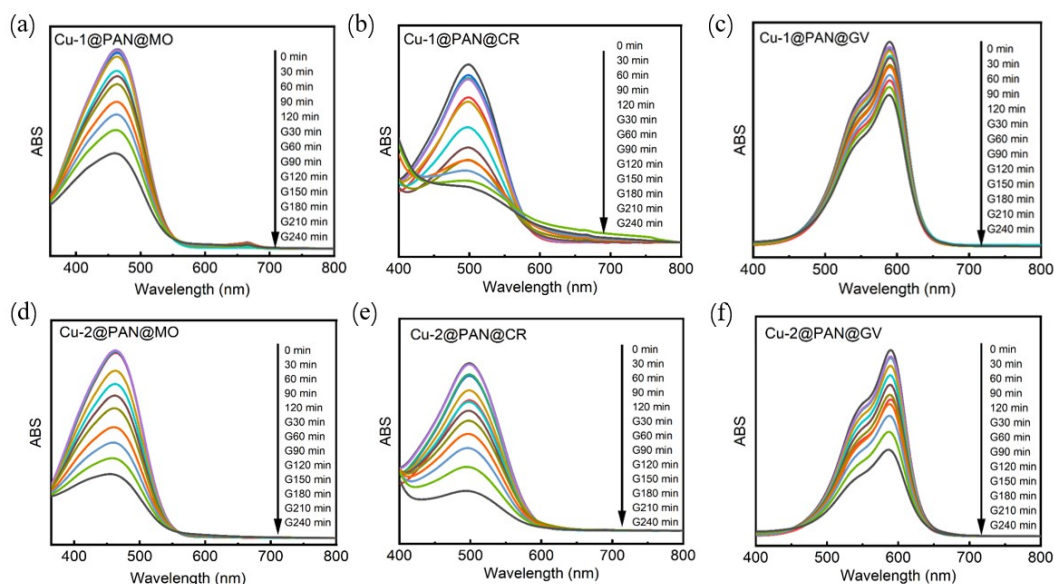 (a)
Cu-1@PAN@MO
0 min
30 min
60 min
90 min
120 min
G30 min
G60 min
G90 min
G120 min
G150 min
G180 min
G210 min
G240 min
ABS
400 500 600 700 800
Wavelength (nm)
(b)
Cu-1@PAN@CR
0 min
30 min
60 min
90 min
120 min
G30 min
G60 min
G90 min
G120 min
G150 min
G180 min
G210 min
G240 min
ABS
400 500 600 700 800
Wavelength (nm)
(c)
Cu-1@PAN@GV
0 min
30 min
60 min
90 min
120 min
G30 min
G60 min
G90 min
G120 min
G150 min
G180 min
G210 min
G240 min
ABS
400 500 600 700 800
Wavelength (nm)
(d)
Cu-2@PAN@MO
0 min
30 min
60 min
90 min
120 min
G30 min
G60 min
G90 min
G120 min
G150 min
G180 min
G210 min
G240 min
ABS
400 500 600 700 800
Wavelength (nm)
(e)
Cu-2@PAN@CR
0 min
30 min
60 min
90 min
120 min
G30 min
G60 min
G90 min
G120 min
G150 min
G180 min
G210 min
G240 min
ABS
400 500 600 700 800
Wavelength (nm)
(f)
Cu-2@PAN@GV
0 min
30 min
60 min
90 min
120 min
G30 min
G60 min
G90 min
G120 min
G150 min
G180 min
G210 min
G240 min
ABS
400 500 600 700 800
Wavelength (nm)